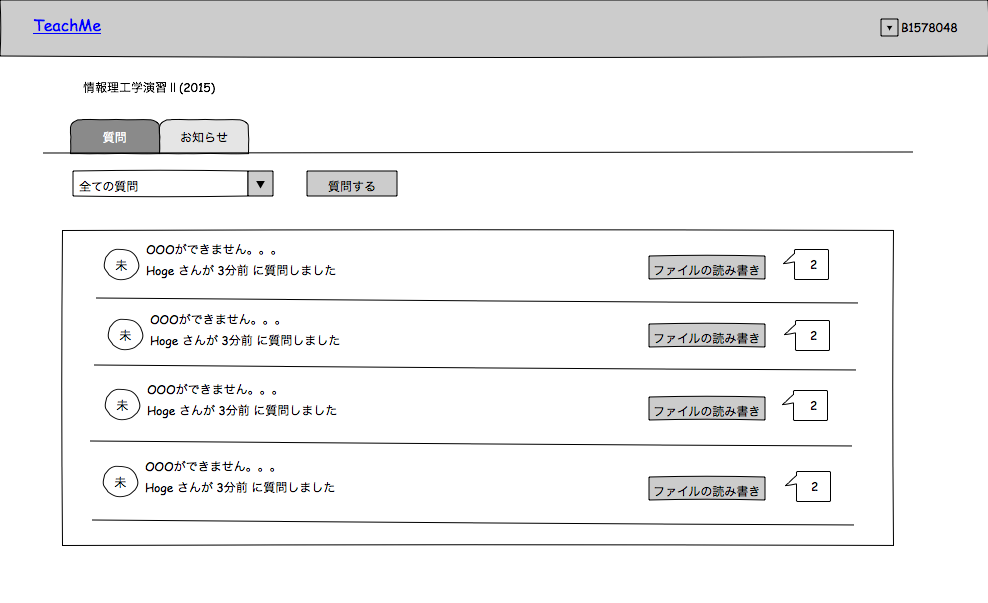 TeachMe
B1578048
情報理工学演習Ⅱ(2015)
質問
お知らせ
全ての質問
質問する
未
OOOができません。。。
Hoge さんが 3分前 に質問しました
ファイルの読み書き
2
未
OOOができません。。。
Hoge さんが 3分前 に質問しました
ファイルの読み書き
2
未
OOOができません。。。
Hoge さんが 3分前 に質問しました
ファイルの読み書き
2
未
OOOができません。。。
Hoge さんが 3分前 に質問しました
ファイルの読み書き
2